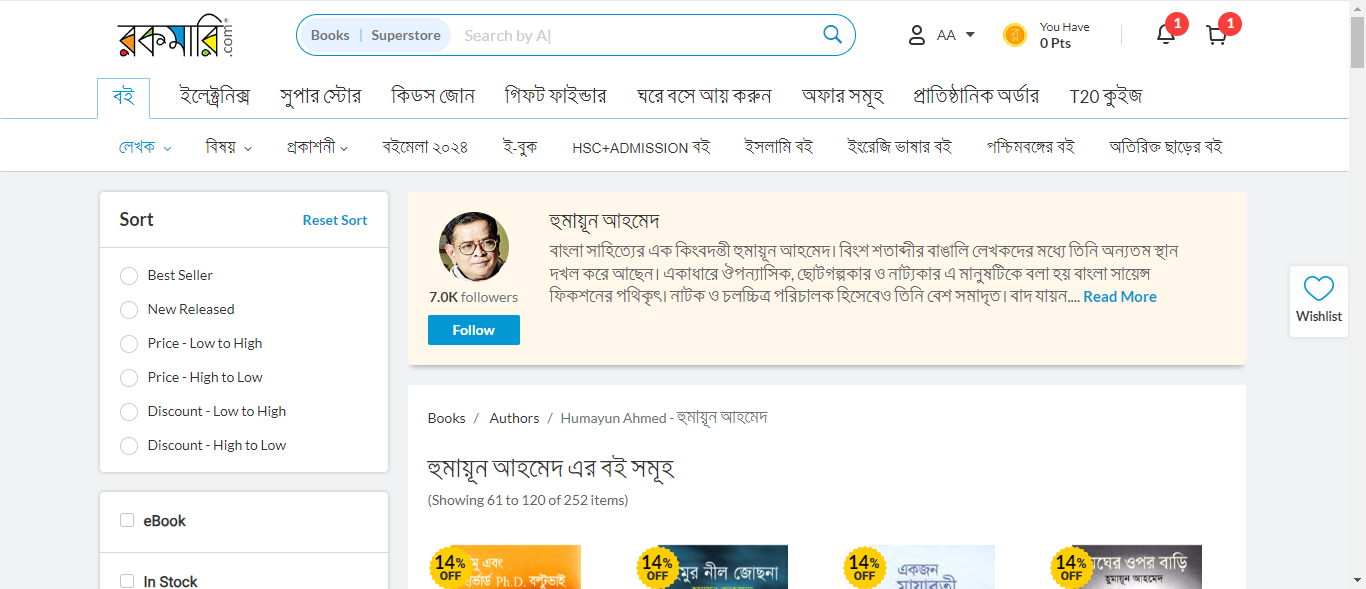 রকমারি.com
Books | Superstore Search by A
AA
You Have
0 Pts
1
1
বই ইলেক্ট্রনিক্স সুপার স্টোর কিডস জোন গিফট ফাইন্ডার ঘরে বসে আয় করুন অফার সমূহ প্রাতিষ্ঠানিক অর্ডার T20 কুইজ
লেখক বিষয় প্রকাশনী বইমেলা ২০২৪ ই-বুক HSC+ADMISSION বই ইসলামি বই ইংরেজি ভাষার বই পশ্চিমবঙ্গের বই অতিরিক্ত ছাড়ের বই
Sort Reset Sort
Best Seller
New Released
Price - Low to High
Price - High to Low
Discount - Low to High
Discount - High to Low
eBook
In Stock
হুমায়ূন আহমেদ
বাংলা সাহিত্যের এক কিংবদন্তী হুমায়ূন আহমেদ। বিংশ শতাব্দীর বাঙালি লেখকদের মধ্যে তিনি অন্যতম স্থান
দখল করে আছেন। একাধারে ঔপন্যাসিক, ছোটগল্পকার ও নাট্যকার এ মানুষটিকে বলা হয় বাংলা সায়েন্স
ফিকশনের পথিকৃৎ। নাটক ও চলচ্চিত্র পরিচালক হিসেবেও তিনি বেশ সমাদৃত। বাদ যায়ন.... Read More
7.0K followers
Follow
Wishlist
Books / Authors / Humayun Ahmed - হুমায়ূন আহমেদ
হুমায়ূন আহমেদ এর বই সমূহ
(Showing 61 to 120 of 252 items)
14% OFF
এবং
Ph.D. বল্টুভাই
14% OFF
নীল জোছনা
14% OFF
একজন
মায়াবতী
14% OFF
ওপর বাড়ি
হুমায়ূন আহমেদ